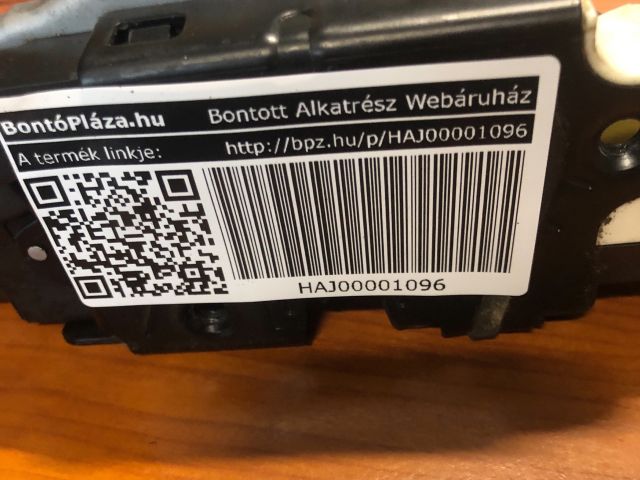 BontóPláza.hu Bontott Alkatrész Webáruház
A termék linkje: http://bpz.hu/p/HAJ00001096
HAJ00001096